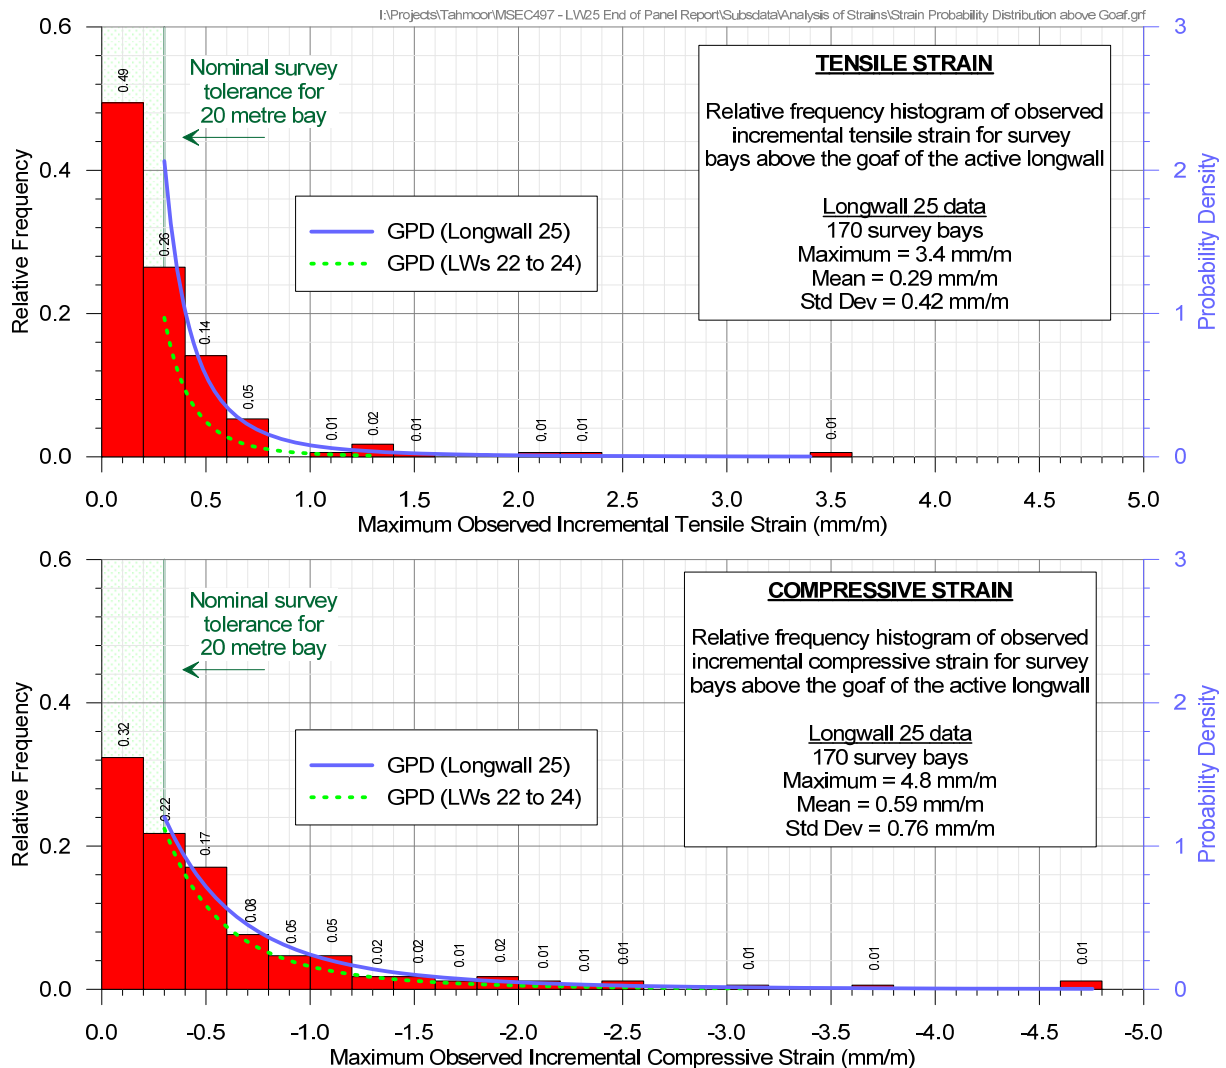 I:\Projects\Tahmoor\MSEC497 - LW25 End of Panel Report\Subsdata\Analysis of Strains\Strain Probability Distribution above Goaf.grf
0.6
0.4
0.2
0.0
Relative Frequency
0.49
0.26
0.14
0.05
0.01
0.02
0.01
0.01
0.01
0.01
Nominal survey
tolerance for
20 metre bay
GPD (Longwall 25)
GPD (LWs 22 to 24)
TENSILE STRAIN
Relative frequency histogram of observed
incremental tensile strain for survey
bays above the goaf of the active longwall
Longwall 25 data
170 survey bays
Maximum = 3.4 mm/m
Mean = 0.29 mm/m
Std Dev = 0.42 mm/m
3
2
1
0
Probability Density
0.0 0.5 1.0 1.5 2.0 2.5 3.0 3.5 4.0 4.5 5.0
Maximum Observed Incremental Tensile Strain (mm/m)
0.6
0.4
0.2
0.0
Relative Frequency
0.32
0.22
0.17
0.08
0.05
0.05
0.02
0.02
0.01
0.02
0.01
0.01
0.01
0.01
0.01
0.01
Nominal survey
tolerance for
20 metre bay
GPD (Longwall 25)
GPD (LWs 22 to 24)
COMPRESSIVE STRAIN
Relative frequency histogram of observed
incremental compressive strain for survey
bays above the goaf of the active longwall
Longwall 25 data
170 survey bays
Maximum = 4.8 mm/m
Mean = 0.59 mm/m
Std Dev = 0.76 mm/m
3
2
1
0
Probability Density
0.0 -0.5 -1.0 -1.5 -2.0 -2.5 -3.0 -3.5 -4.0 -4.5 -5.0
Maximum Observed Incremental Compressive Strain (mm/m)